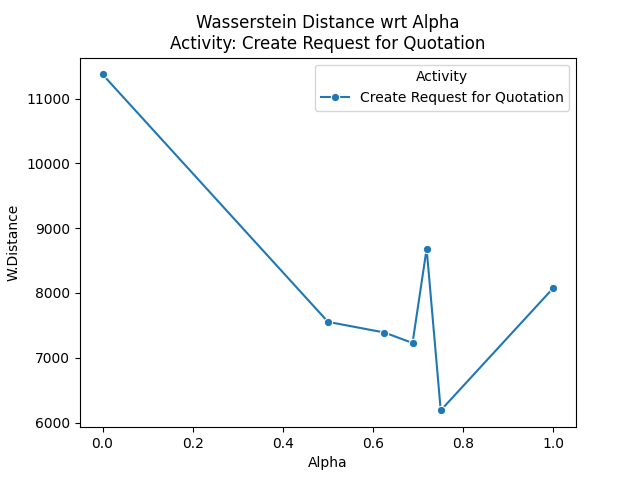 Wasserstein Distance wrt Alpha
Activity: Create Request for Quotation
Activity
Create Request for Quotation
W.Distance
11000
10000
9000
8000
7000
6000
0.0 0.2 0.4 0.6 0.8 1.0
Alpha